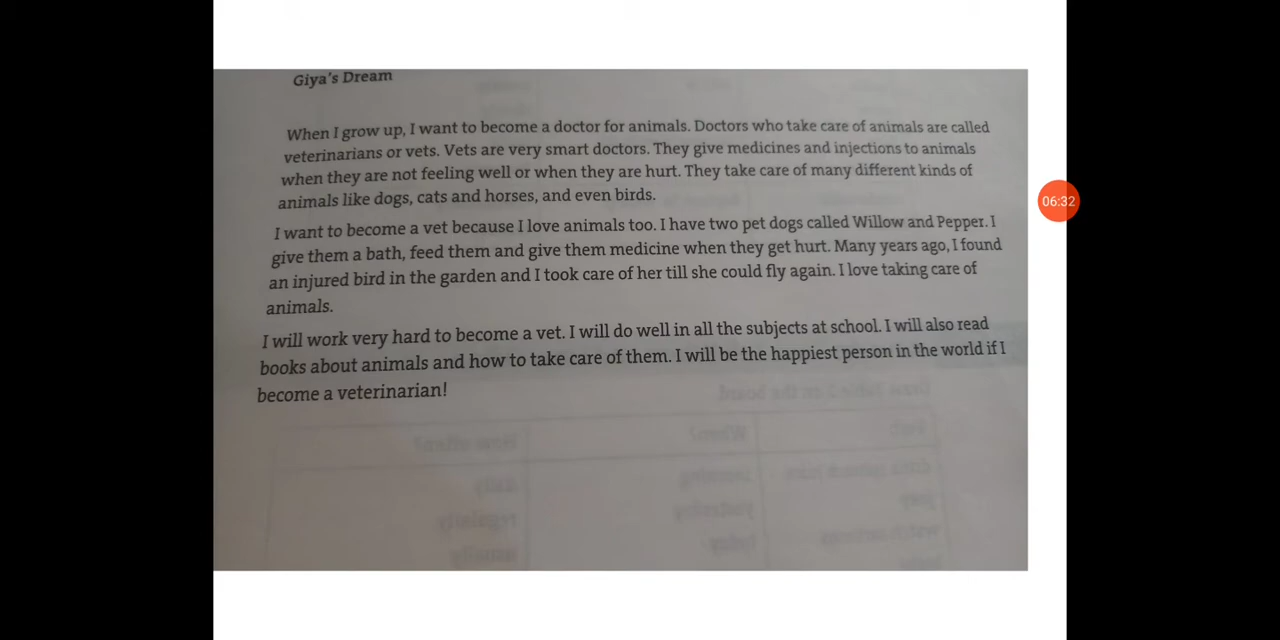 Giya's Dream
When I grow up, I want to become a doctor for animals. Doctors who take care of animals are called
veterinarians or vets. Vets are very smart doctors. They give medicines and injections to animals
when they are not feeling well or when they are hurt. They take care of many different kinds of
animals like dogs, cats and horses, and even birds.
I want to become a vet because I love animals too. I have two pet dogs called Willow and Pepper. I
give them a bath, feed them and give them medicine when they get hurt. Many years ago, I found
an injured bird in the garden and I took care of her till she could fly again. I love taking care of
animals.
I will work very hard to become a vet. I will do well in all the subjects at school. I will also read
books about animals and how to take care of them. I will be the happiest person in the world if I
become a veterinarian!
06:32